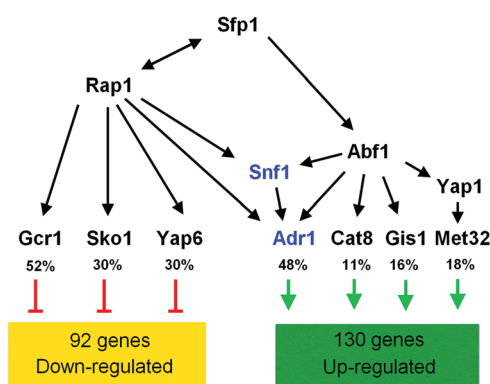 Sfp1
Rap1
Abf1
Snf1
Yap1
Gcr1 Sko1 Yap6 Adr1 Cat8 Gis1 Met32
52% 30% 30% 48% 11% 16% 18%
92 genes
Down-regulated
130 genes
Up-regulated